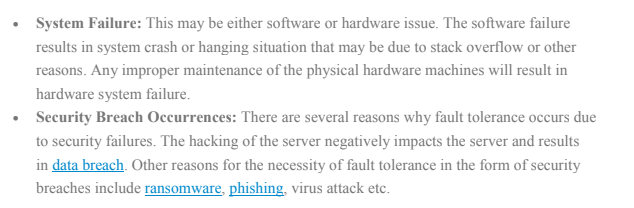 • System Failure: This may be either software or hardware issue. The software failure
results in system crash or hanging situation that may be due to stack overflow or other
reasons. Any improper maintenance of the physical hardware machines will result in
hardware system failure.
• Security Breach Occurrences: There are several reasons why fault tolerance occurs due
to security failures. The hacking of the server negatively impacts the server and results
in data breach. Other reasons for the necessity of fault tolerance in the form of security
breaches include ransomware, phishing, virus attack etc.